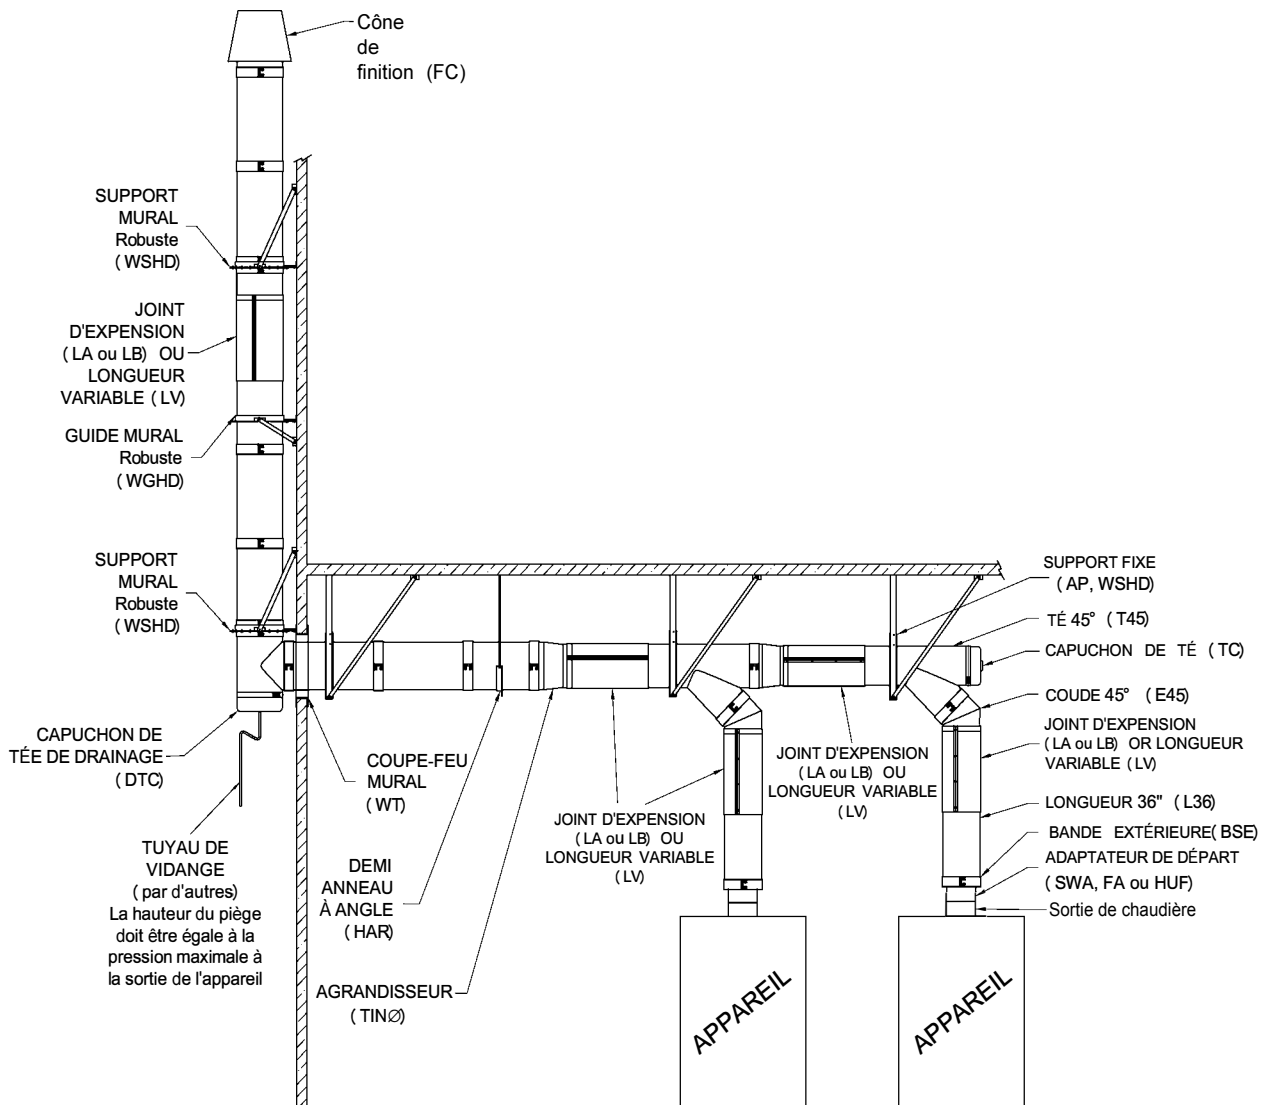 Cône
de
finition (FC)
SUPPORT
MURAL
Robuste
(WSHD)
JOINT
D'EXPENSION
(LA ou LB) OU
LONGUEUR
VARIABLE (LV)
GUIDE MURAL
Robuste
(WGHD)
SUPPORT
MURAL
Robuste
(WSHD)
CAPUCHON DE
TÉE DE DRAINAGE
(DTC)
TUYAU DE
VIDANGE
(par d'autres)
La hauteur du piège
doit être égale à la
pression maximale à
la sortie de l'appareil
COUPE-FEU
MURAL
(WT)
DEMI
ANNEAU
À ANGLE
(HAR)
AGRANDISSEUR
(TIN∅)
JOINT D'EXPENSION
(LA ou LB) OU
LONGUEUR VARIABLE
(LV)
JOINT D'EXPENSION
(LA ou LB) OU
LONGUEUR VARIABLE
(LV)
SUPPORT FIXE
(AP, WSHD)
TÉ 45° (T45)
CAPUCHON DE TÉ (TC)
COUDE 45° (E45)
JOINT D'EXPENSION
(LA ou LB) OR LONGUEUR
VARIABLE (LV)
LONGUEUR 36" (L36)
BANDE EXTÉRIEURE(BSE)
ADAPTATEUR DE DÉPART
(SWA, FA ou HUF)
Sortie de chaudière
APPAREIL
APPAREIL